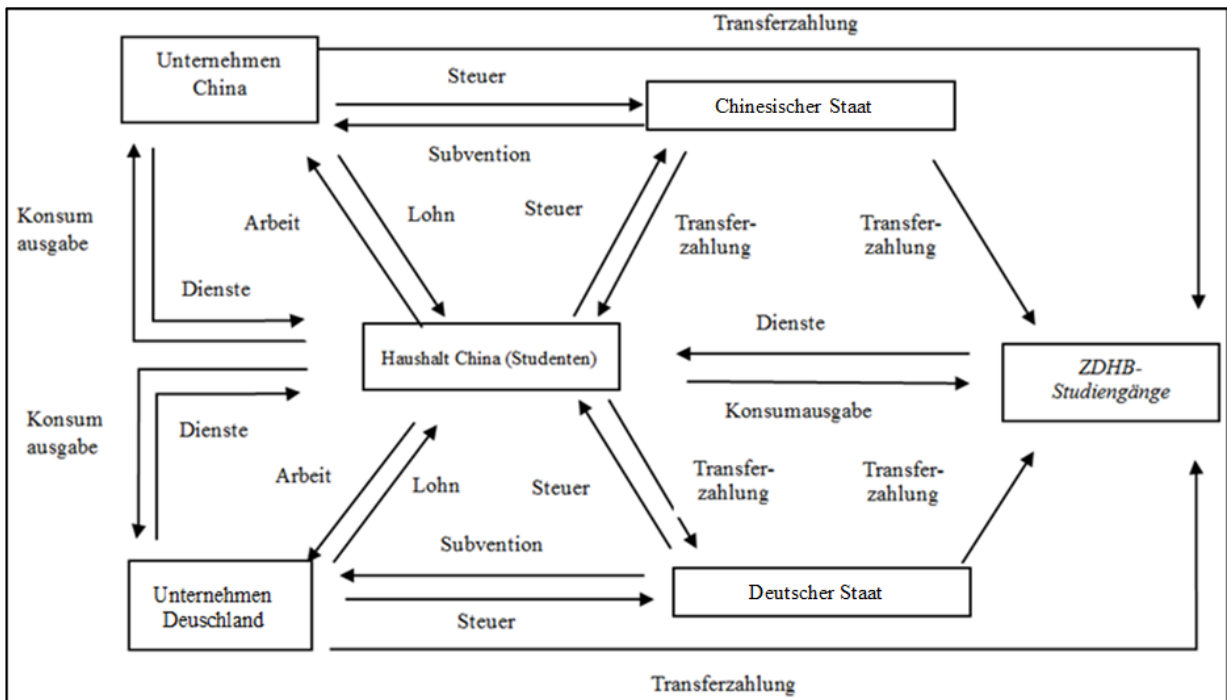 Transferzahlung
Unternehmen
China
Steuer
Chinesischer Staat
Subvention
Konsum
ausgabe
Arbeit
Lohn
Steuer
Transfer-
zahlung
Transfer-
zahlung
Dienste
Dienste
Haushalt China (Studenten)
ZDHB-
Studiengänge
Konsumausgabe
Konsum
ausgabe
Dienste
Arbeit
Lohn
Steuer
Transfer-
zahlung
Transfer-
zahlung
Subvention
Unternehmen
Deuschland
Deutscher Staat
Steuer
Transferzahlung